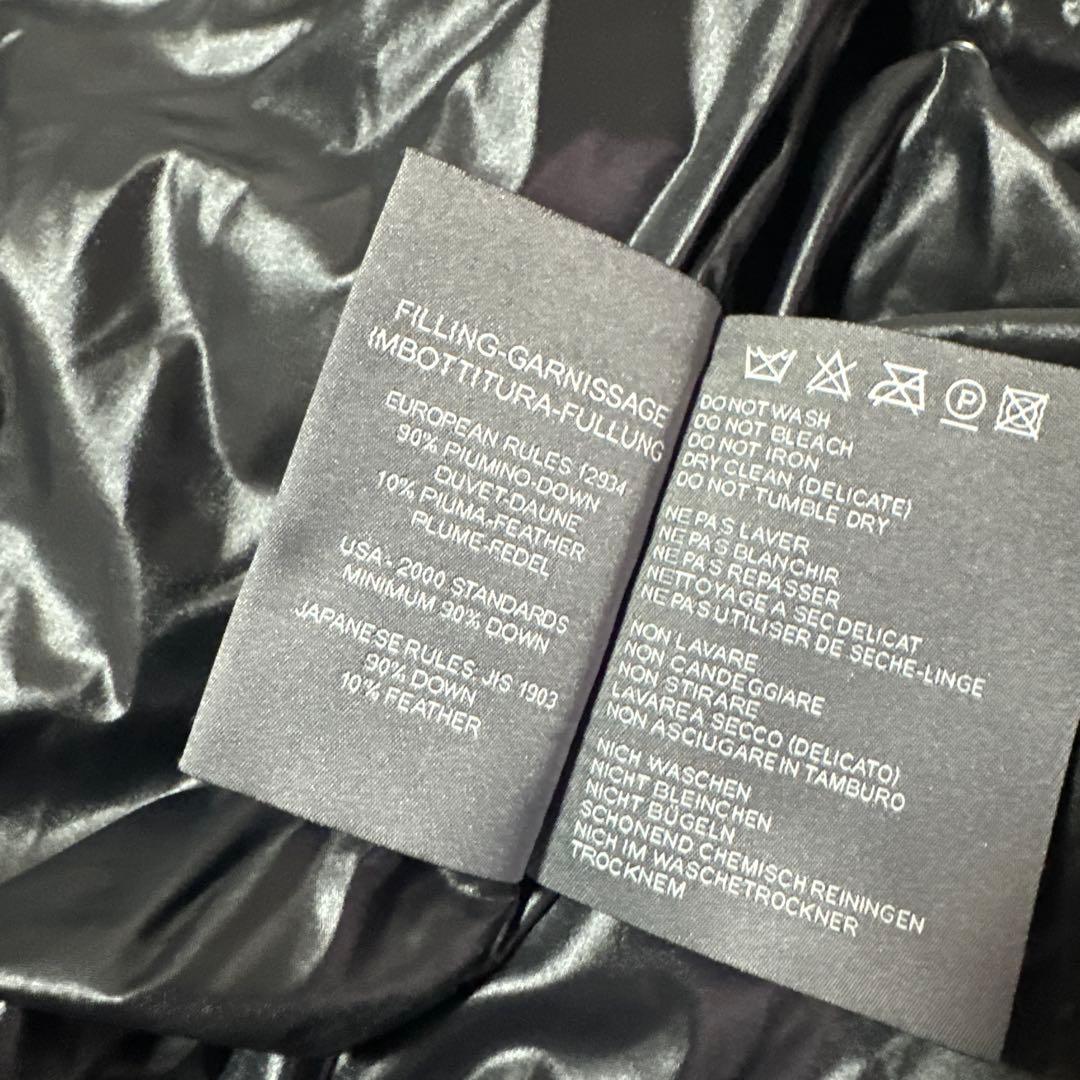 FILLING-GARNISSAGE
IMBOTTITURA-FULLUNG
EUROPEAN RULES 12934
90% PIUMINO-DOWN
DUVET-DAUNE
10% PIUMA-FEATHER
PLUME-FEDEL
USA - 2000 STANDARDS
MINIMUM 90% DOWN
JAPANESE RULES: JIS 1903
90% DOWN
10% FEATHER
P
DO NOT WASH
DO NOT BLEACH
DO NOT IRON
DRY CLEAN (DELICATE)
DO NOT TUMBLE DRY
NE PAS LAVER
NE PAS BLANCHIR
NE PAS REPASSER
NETTOYAGE A SEC DELICAT
NE PAS UTILISER DE SECHE-LINGE
NON LAVARE
NON CANDEGGIARE
NON STIRARE
LAVARE A SECCO (DELICATO)
NON ASCIUGARE IN TAMBURO
NICH WASCHEN
NICHT BLEINCHEN
NICHT BUGELN
SCHONEND CHEMISCH REININGEN
NICH IM WASCHETROCKNER
TROCKNEM